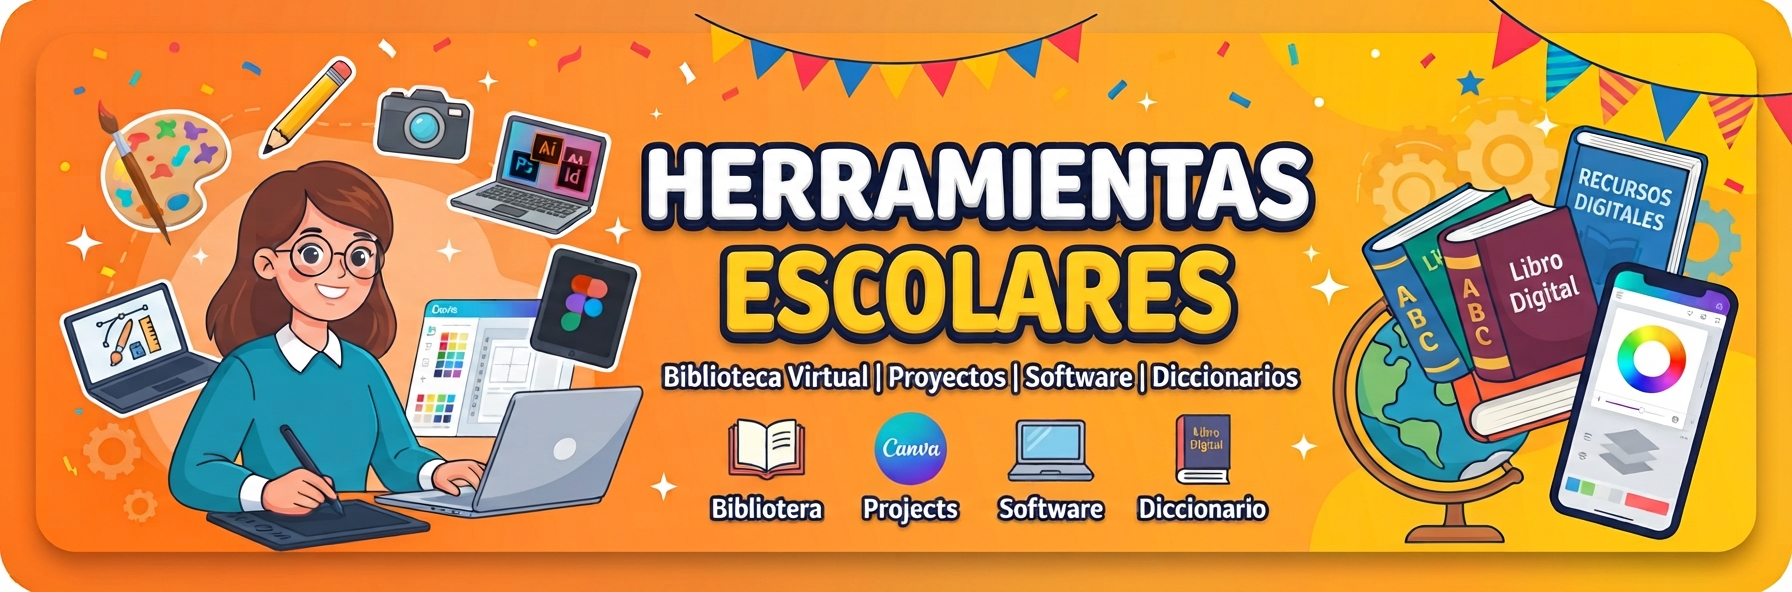 HERRAMIENTAS
ESCOLARES
Biblioteca Virtual | Proyectos | Software | Diccionarios
Canva
Libro
Digital
Bibliotera
Projects
Software
Diccionario
Ai
Ps
Id
RECURSOS
DIGITALES
Libro
Digital
ABC
ABC